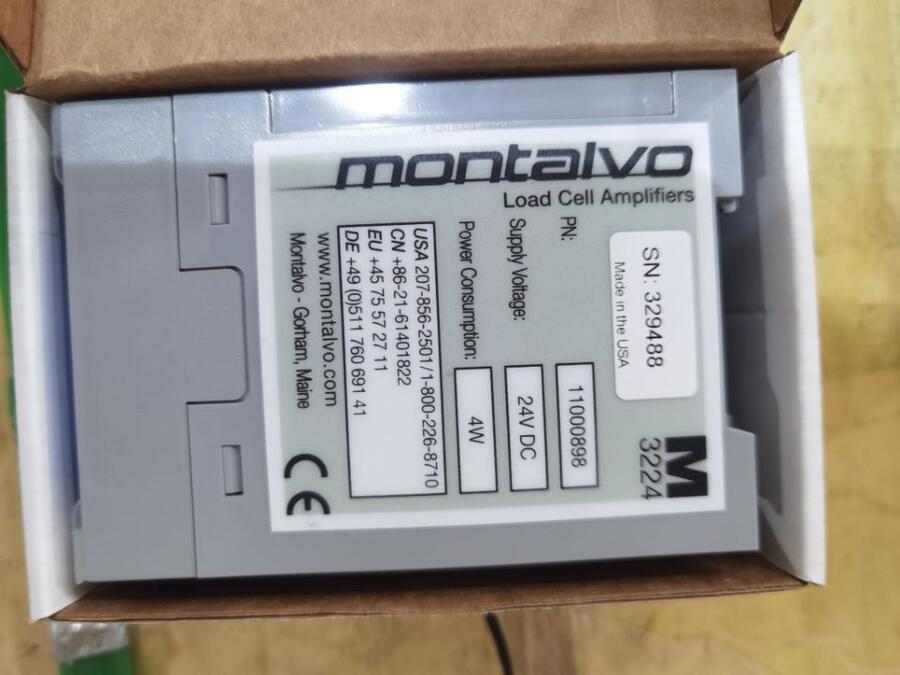 montalvo
Load Cell Amplifiers
SN: 329488
Made in the USA
M
3224
PN: 11000898
Supply Voltage: 24V DC
Power Consumption: 4W
USA 207-856-2501/1-800-226-8710
CN +86-21-61401822
EU +45 75 57 27 11
DE +49 (0)511 760 691 41
www.montalvo.com
Montalvo - Gorham, Maine
CE